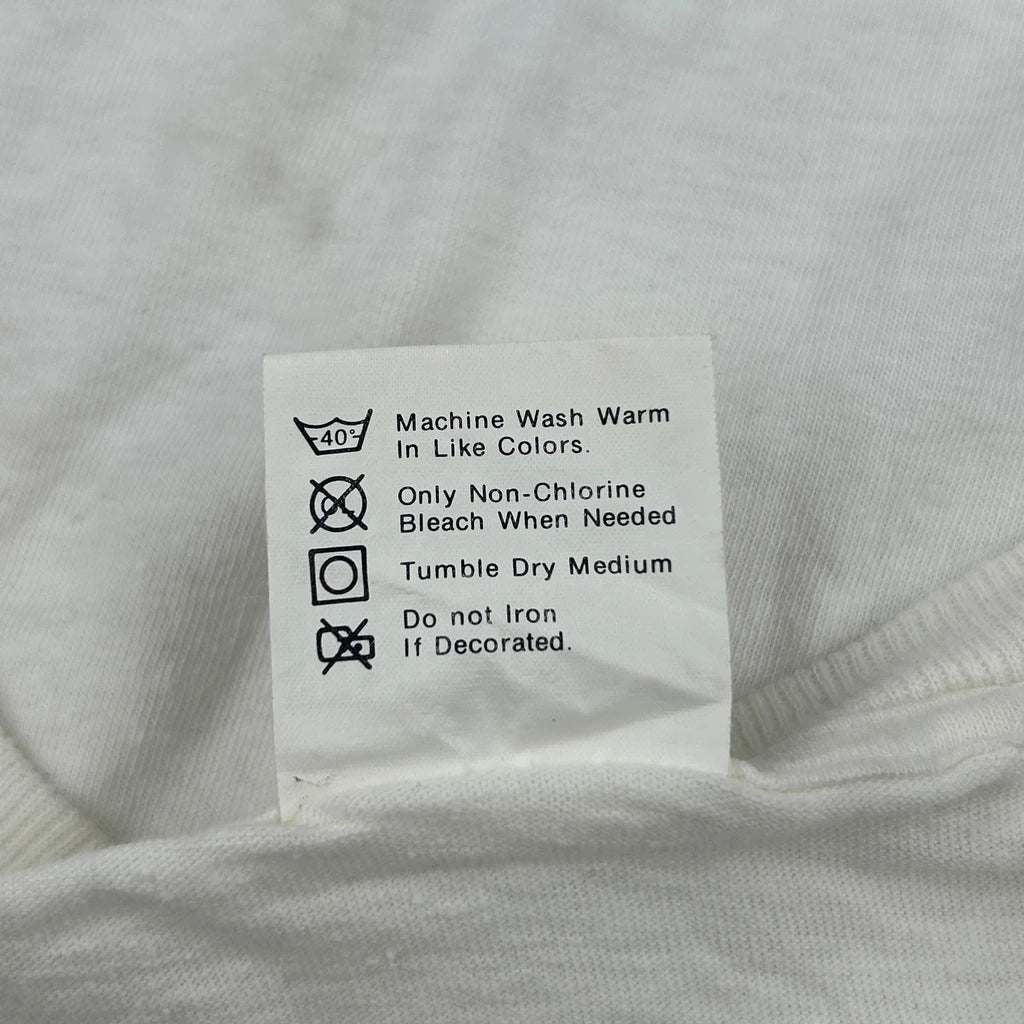 40°
Machine Wash Warm
In Like Colors.
Only Non-Chlorine
Bleach When Needed
Tumble Dry Medium
Do not Iron
If Decorated.